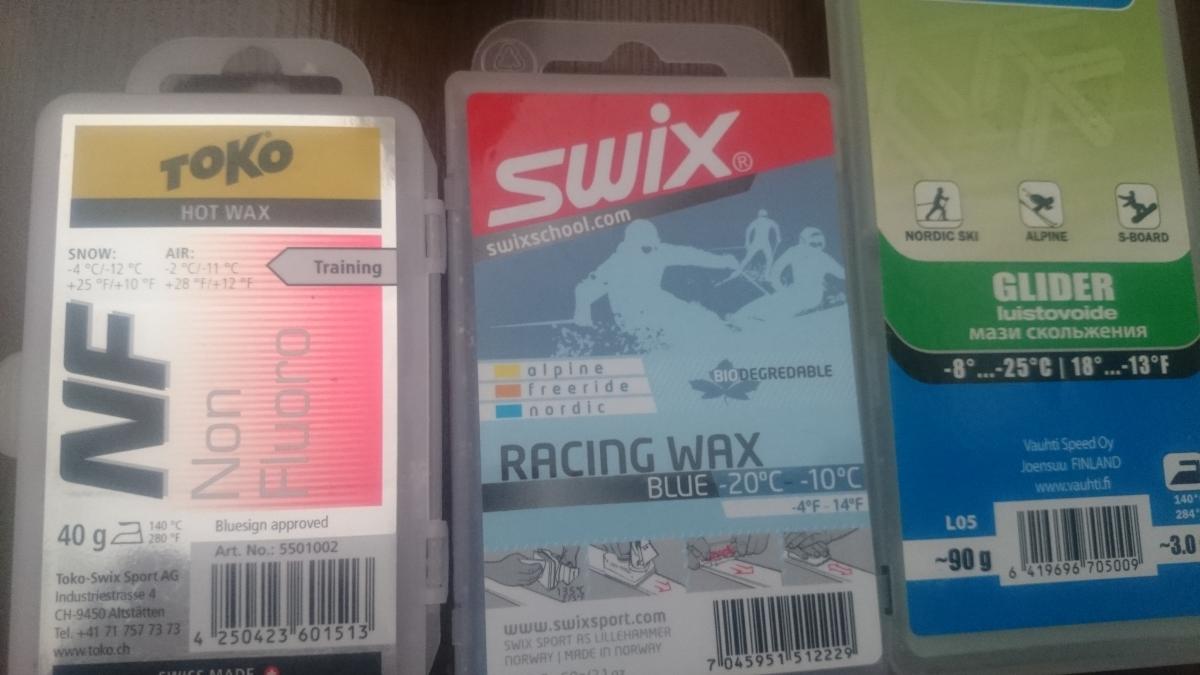 TOKO
HOT WAX
SNOW:
-4 °C/-12 °C
+25 °F/+10 °F
AIR:
-2 °C/-11 °C
+28 °F/+12 °F
Training
NF
Non
Fluoro
40 g
140 °C
280 °F
Bluesign approved
Art. No.: 5501002
Toko-Swix Sport AG
Industriestrasse 4
CH-9450 Altstätten
Tel. +41 71 757 73 73
www.toko.ch
4 250423 601513
SWISS MADE
SWIX®
swixschool.com
alpine
freeride
nordic
BIODEGREDABLE
RACING WAX
BLUE -20°C- -10°C
-4°F - 14°F
www.swixsport.com
SWIX SPORT AS LILLEHAMMER
NORWAY | MADE IN NORWAY
7 045951 512229
NORDIC SKI
ALPINE
S-BOARD
GLIDER
luistovoide
мази скольжения
-8°...-25°C | 18°...-13°F
Vauhti Speed Oy
Joensuu FINLAND
www.vauhti.fi
L05
~90 g
6 419696 705009
140°
284°
~3.0